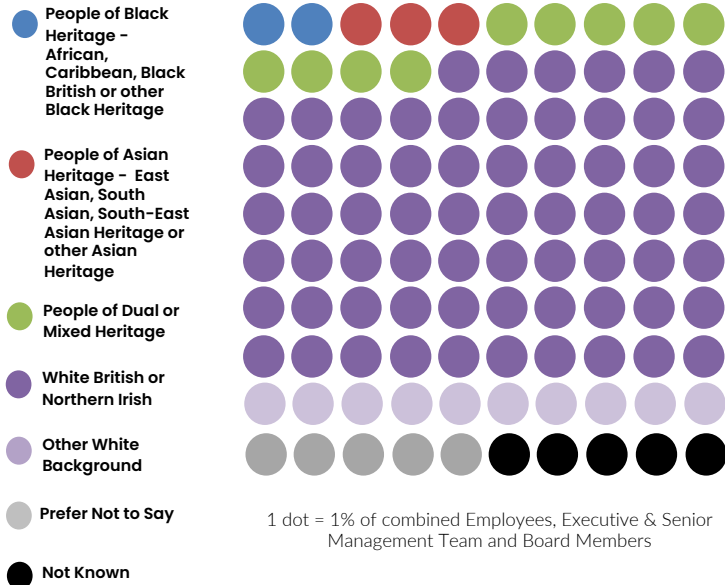 People of Black
Heritage -
African,
Caribbean, Black
British or other
Black Heritage
People of Asian
Heritage - East
Asian, South
Asian, South-East
Asian Heritage or
other Asian
Heritage
People of Dual or
Mixed Heritage
White British or
Northern Irish
Other White
Background
Prefer Not to Say
Not Known
1 dot = 1% of combined Employees, Executive & Senior
Management Team and Board Members